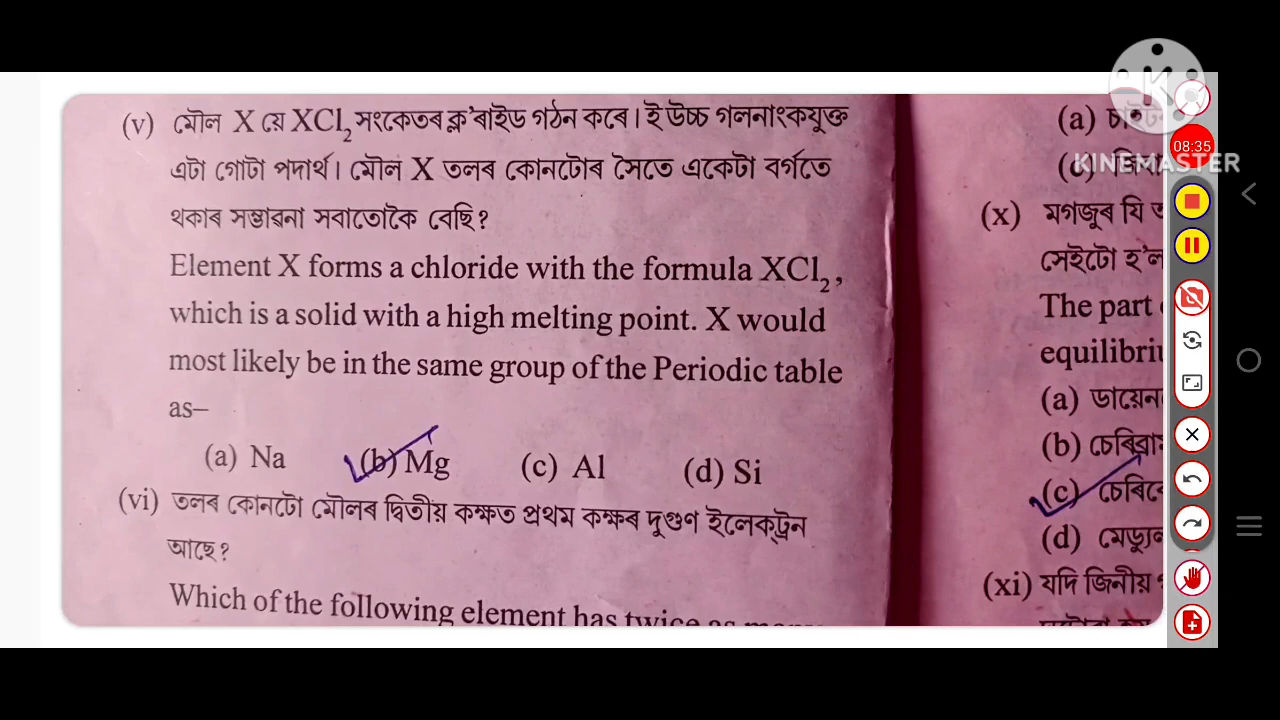 (v) মৌল X য়ে XCl₂ সংকেতৰ ক্ল'ৰাইড গঠন কৰে। ই উচ্চ গলনাংকযুক্ত
এটা গোটা পদাৰ্থ। মৌল X তলৰ কোনটোৰ সৈতে একেটা বৰ্গতে
থকাৰ সম্ভাৱনা সবাতোকৈ বেছি?
Element X forms a chloride with the formula XCl₂,
which is a solid with a high melting point. X would
most likely be in the same group of the Periodic table
as–
(a) Na (b) Mg (c) Al (d) Si
(vi) তলৰ কোনটো মৌলৰ দ্বিতীয় কক্ষত প্ৰথম কক্ষৰ দুগুণ ইলেক্ট্ৰন
আছে?
Which of the following element has twice as
(a)
(x) মগজুৰ যি
সেইটো হ'ল
The part
(a)
(b)
(c)
(d)
(xi) যদি জিনীয়
KINEMASTER
08:35